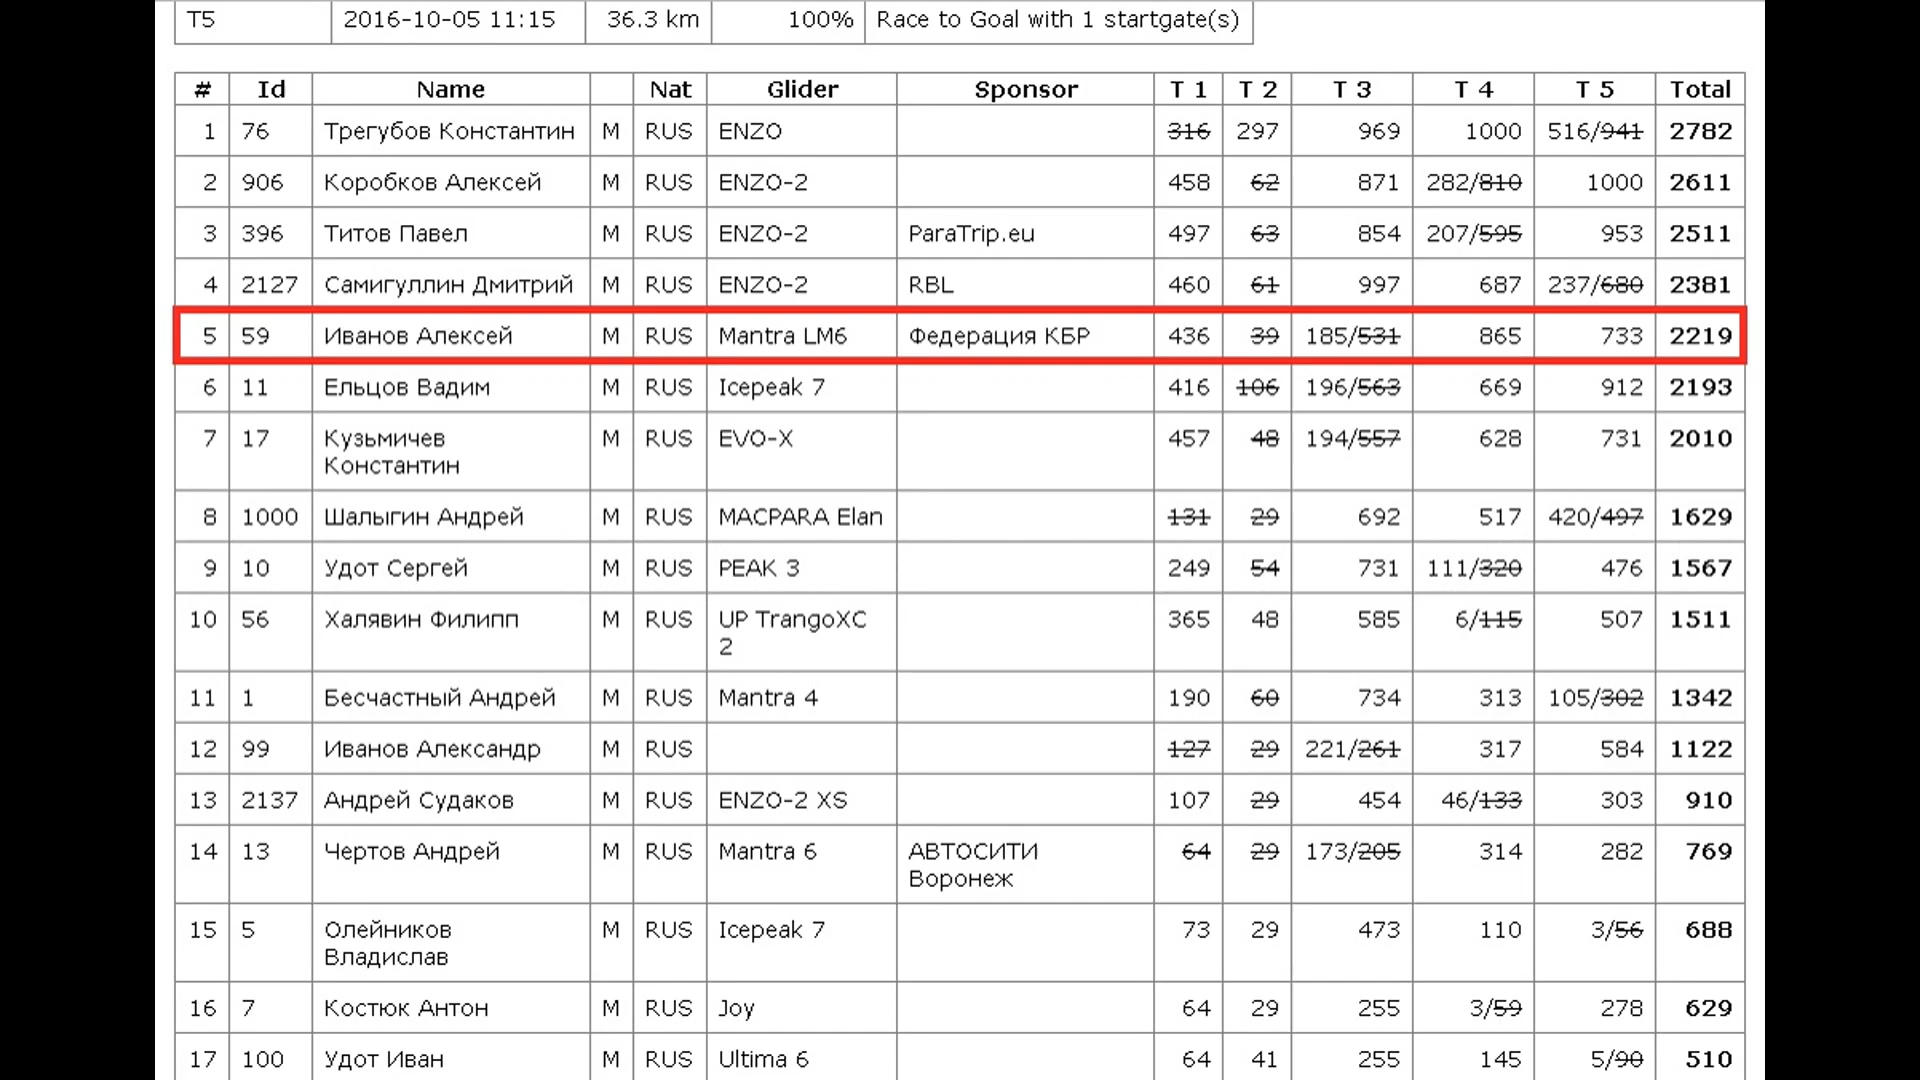 T5 2016-10-05 11:15 36.3 km 100% Race to Goal with 1 startgate(s)
# Id Name Nat Glider Sponsor T 1 T 2 T 3 T 4 T 5 Total
1 76 Трегубов Константин M RUS ENZO 316 297 969 1000 516/941 2782
2 906 Коробков Алексей M RUS ENZO-2 458 62 871 282/810 1000 2611
3 396 Титов Павел M RUS ENZO-2 ParaTrip.eu 497 63 854 207/595 953 2511
4 2127 Самигуллин Дмитрий M RUS ENZO-2 RBL 460 61 997 687 237/680 2381
5 59 Иванов Алексей M RUS Mantra LM6 Федерация КБР 436 39 185/531 865 733 2219
6 11 Ельцов Вадим M RUS Icepeak 7 416 106 196/563 669 912 2193
7 17 Кузьмичев M RUS EVO-X 457 48 194/557 628 731 2010
Константин
8 1000 Шалыгин Андрей M RUS MACPARA Elan 131 29 692 517 420/497 1629
9 10 Удот Сергей M RUS PEAK 3 249 54 731 111/320 476 1567
10 56 Халявин Филипп M RUS UP TrangoXC 365 48 585 6/115 507 1511
2
11 1 Бесчастный Андрей M RUS Mantra 4 190 60 734 313 105/302 1342
12 99 Иванов Александр M RUS 127 29 221/261 317 584 1122
13 2137 Андрей Судаков M RUS ENZO-2 XS 107 29 454 46/133 303 910
14 13 Чертов Андрей M RUS Mantra 6 АВТОСИТИ 64 29 173/205 314 282 769
Воронеж
15 5 Олейников M RUS Icepeak 7 73 29 473 110 3/56 688
Владислав
16 7 Костюк Антон M RUS Joy 64 29 255 3/59 278 629
17 100 Удот Иван M RUS Ultima 6 64 41 255 145 5/90 510